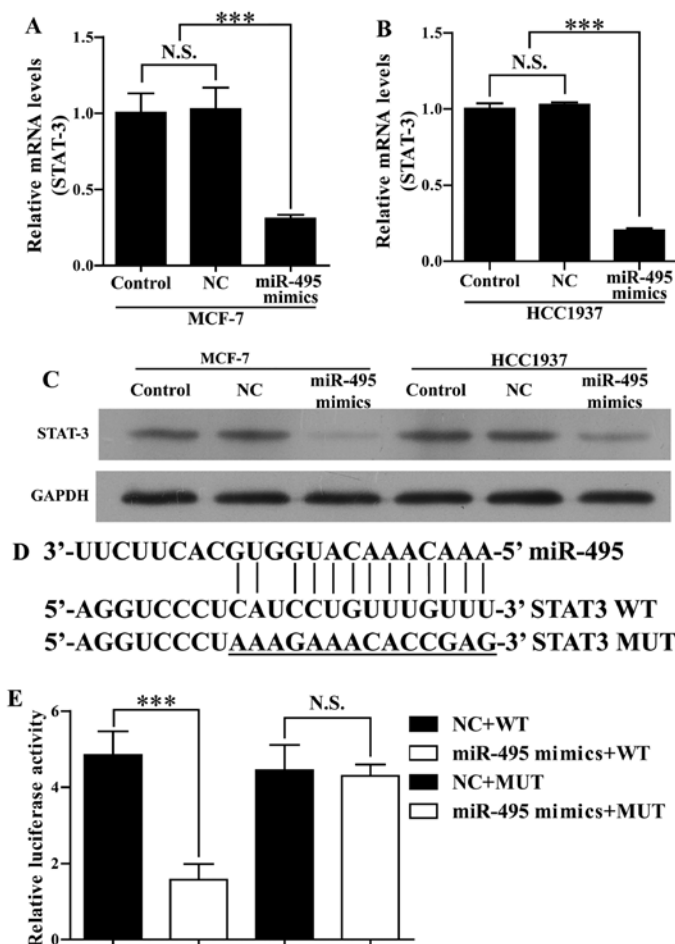 A
Relative mRNA levels
(STAT-3)
1.5
1.0
0.5
0.0
***
N.S.
Control
NC
miR-495
mimics
MCF-7
B
Relative mRNA levels
(STAT-3)
1.5
1.0
0.5
0.0
***
N.S.
Control
NC
miR-495
mimics
HCC1937
C
MCF-7
HCC1937
Control
NC
miR-495
mimics
Control
NC
miR-495
mimics
STAT-3
GAPDH
D
3'-UUCUUCACGUGGUACAAACAAA-5' miR-495
5'-AGGUCCCUCAUCCUGUUUGUUU-3' STAT3 WT
5'-AGGUCCCUAAAGAAACACCGAG-3' STAT3 MUT
E
Relative luciferase activity
6
4
2
0
***
N.S.
NC+WT
miR-495 mimics+WT
NC+MUT
miR-495 mimics+MUT